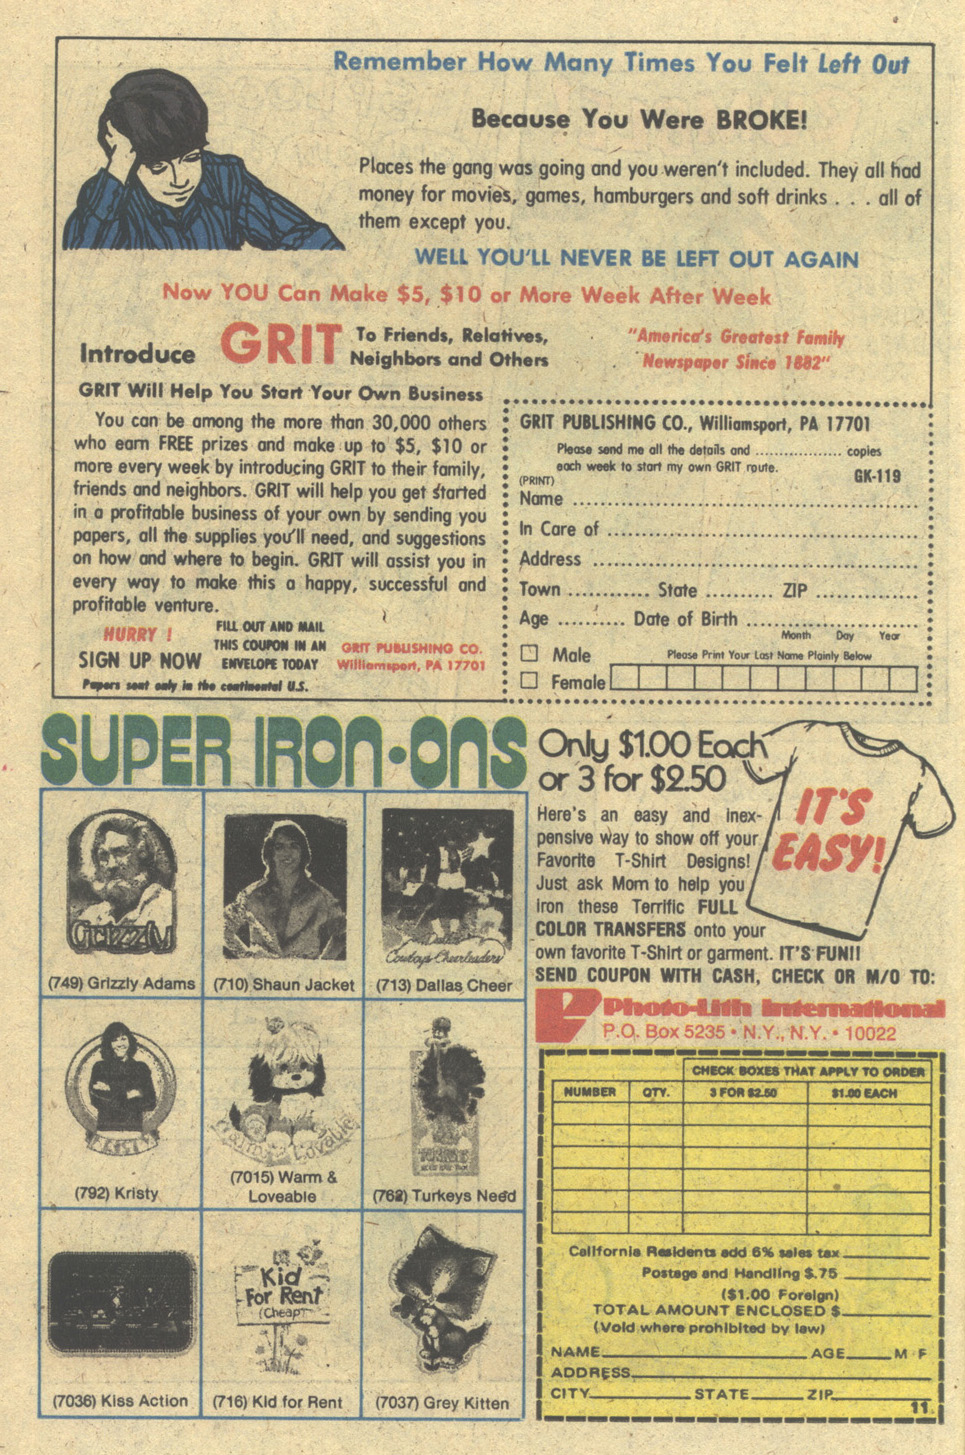 Remember How Many Times You Felt Left Out
Because You Were BROKE!
Places the gang was going and you weren't included. They all had
money for movies, games, hamburgers and soft drinks . . . all of
them except you.
WELL YOU'LL NEVER BE LEFT OUT AGAIN
Now YOU Can Make $5, $10 or More Week After Week
Introduce GRIT To Friends, Relatives,
Neighbors and Others
"America's Greatest Family
Newspaper Since 1882"
GRIT Will Help You Start Your Own Business
You can be among the more than 30,000 others
who earn FREE prizes and make up to $5, $10 or
more every week by introducing GRIT to their family,
friends and neighbors. GRIT will help you get started
in a profitable business of your own by sending you
papers, all the supplies you'll need, and suggestions
on how and where to begin. GRIT will assist you in
every way to make this a happy, successful and
profitable venture.
HURRY !
SIGN UP NOW
FILL OUT AND MAIL
THIS COUPON IN AN
ENVELOPE TODAY
GRIT PUBLISHING CO.
Williamsport, PA 17701
Papers sent only in the continental U.S.
GRIT PUBLISHING CO., Williamsport, PA 17701
Please send me all the details and .................. copies
each week to start my own GRIT route.
GK-119
(PRINT)
Name
In Care of
Address
Town ............ State .......... ZIP ...............
Age .......... Date of Birth
Month Day Year
Male
Please Print Your Last Name Plainly Below
Female
SUPER IRON-ONS
Only $1.00 Each
or 3 for $2.50
IT'S
EASY!
Here's an easy and inex-
pensive way to show off your
Favorite T-Shirt Designs!
Just ask Mom to help you
iron these Terrific FULL
COLOR TRANSFERS onto your
own favorite T-Shirt or garment. IT'S FUN!!
SEND COUPON WITH CASH, CHECK OR M/O TO:
Photo-Lith International
P.O. Box 5235 • N.Y., N.Y. • 10022
Grizzly
(749) Grizzly Adams
(710) Shaun Jacket
Dallas
Cowboys Cheerleaders
(713) Dallas Cheer
KRISTY
(792) Kristy
Warm & Lovable
(7015) Warm &
Loveable
TURKEYS
(762) Turkeys Need
(7036) Kiss Action
Kid
For Rent
(Cheap)
(716) Kid for Rent
(7037) Grey Kitten
CHECK BOXES THAT APPLY TO ORDER
NUMBER QTY. 3 FOR $2.50 $1.00 EACH
California Residents add 6% sales tax
Postage and Handling $.75
($1.00 Foreign)
TOTAL AMOUNT ENCLOSED $
(Void where prohibited by law)
NAME AGE M F
ADDRESS
CITY STATE ZIP
11